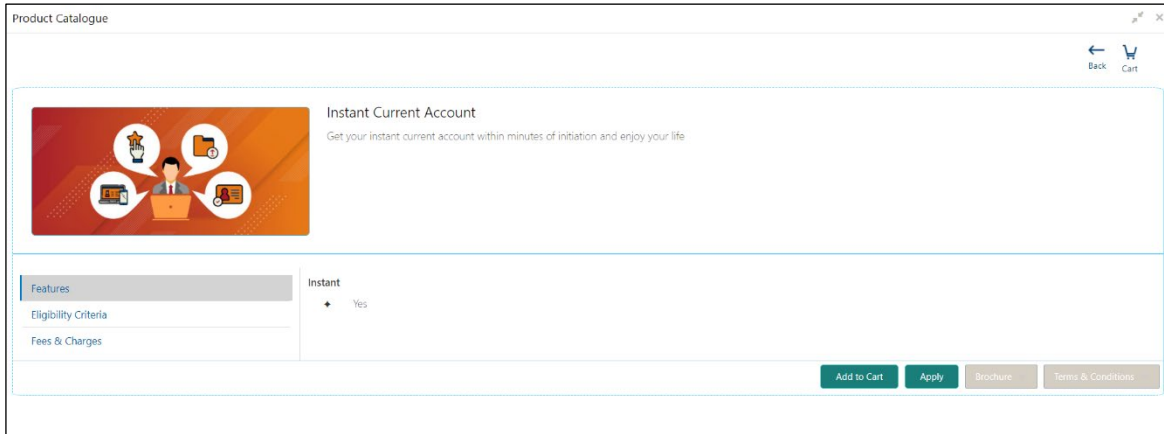 Product Catalogue
Back
Cart
Instant Current Account
Get your instant current account within minutes of initiation and enjoy your life
Features
Eligibility Criteria
Fees & Charges
Instant
Yes
Add to Cart
Apply
Brochure
Terms & Conditions